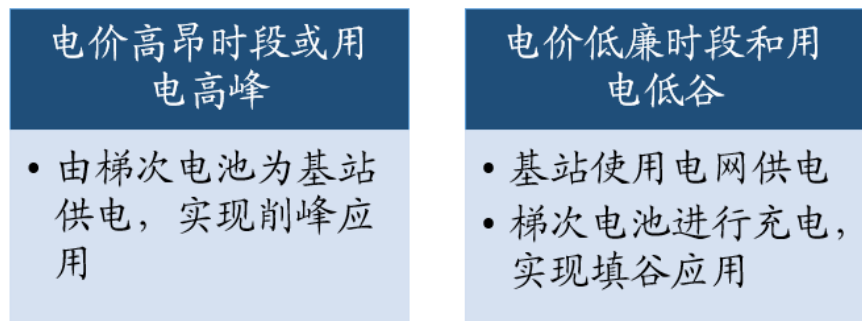 电价高昂时段或用
电高峰
• 由梯次电池为基站
供电，实现削峰应
用
电价低廉时段和用
电低谷
• 基站使用电网供电
• 梯次电池进行充电，
实现填谷应用